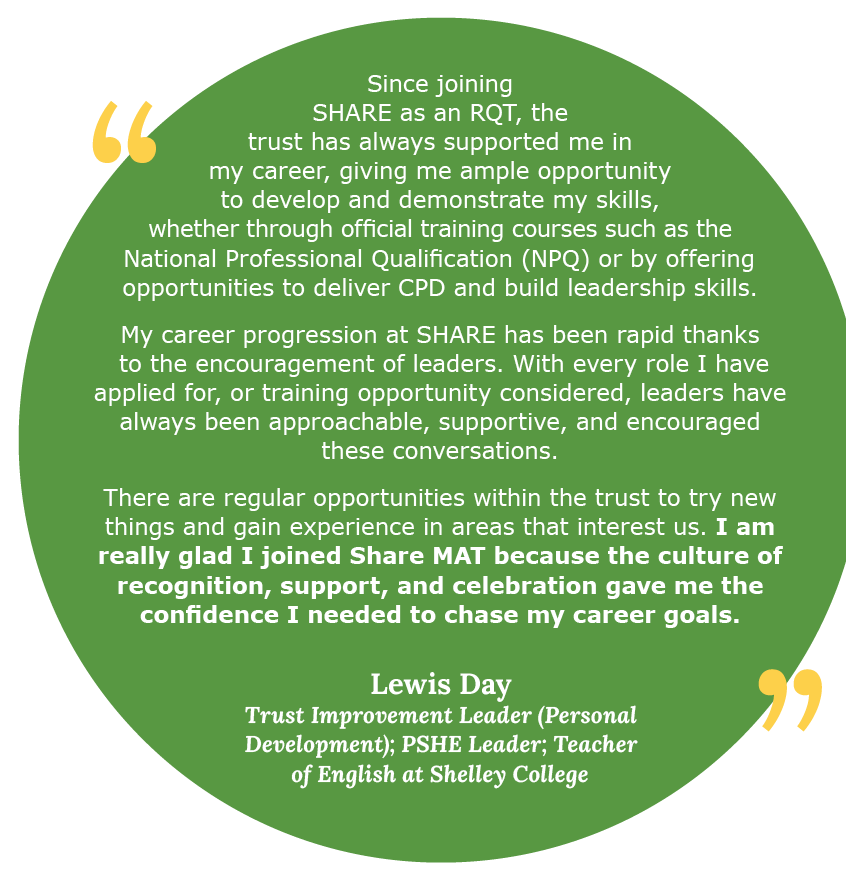 “
Since joining
SHARE as an RQT, the
trust has always supported me in
my career, giving me ample opportunity
to develop and demonstrate my skills,
whether through official training courses such as the
National Professional Qualification (NPQ) or by offering
opportunities to deliver CPD and build leadership skills.
My career progression at SHARE has been rapid thanks
to the encouragement of leaders. With every role I have
applied for, or training opportunity considered, leaders have
always been approachable, supportive, and encouraged
these conversations.
There are regular opportunities within the trust to try new
things and gain experience in areas that interest us. I am
really glad I joined Share MAT because the culture of
recognition, support, and celebration gave me the
confidence I needed to chase my career goals.
”
Lewis Day
Trust Improvement Leader (Personal
Development); PSHE Leader; Teacher
of English at Shelley College